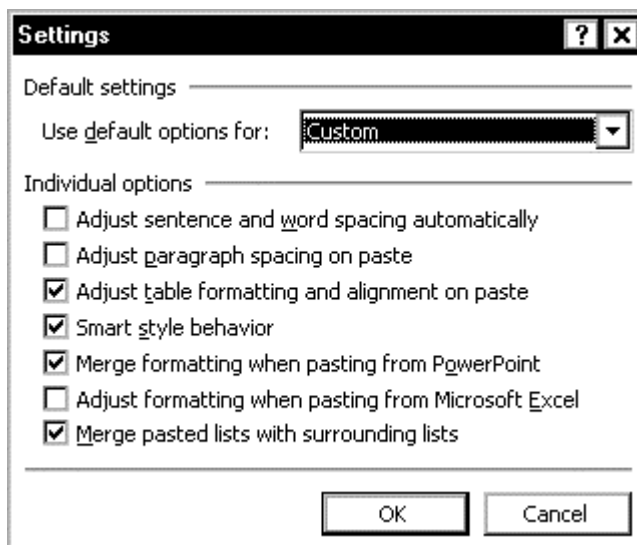 Settings
Default settings
Use default options for: Custom
Individual options
Adjust sentence and word spacing automatically
Adjust paragraph spacing on paste
Adjust table formatting and alignment on paste
Smart style behavior
Merge formatting when pasting from PowerPoint
Adjust formatting when pasting from Microsoft Excel
Merge pasted lists with surrounding lists
OK Cancel